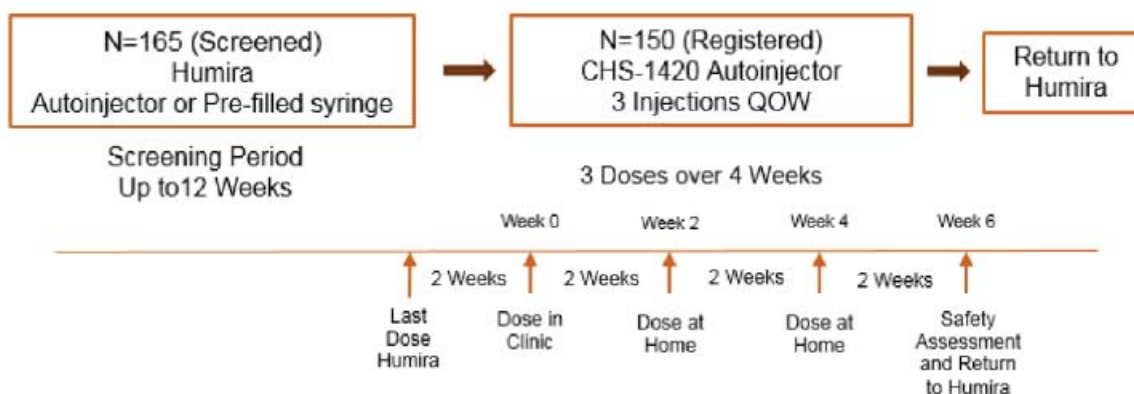 N=165 (Screened)
Humira
Autoinjector or Pre-filled syringe
N=150 (Registered)
CHS-1420 Autoinjector
3 Injections QOW
Return to
Humira
Screening Period
Up to12 Weeks
3 Doses over 4 Weeks
Week 0
Week 2
Week 4
Week 6
2 Weeks
2 Weeks
2 Weeks
2 Weeks
Last
Dose
Humira
Dose in
Clinic
Dose at
Home
Dose at
Home
Safety
Assessment
and Return
to Humira